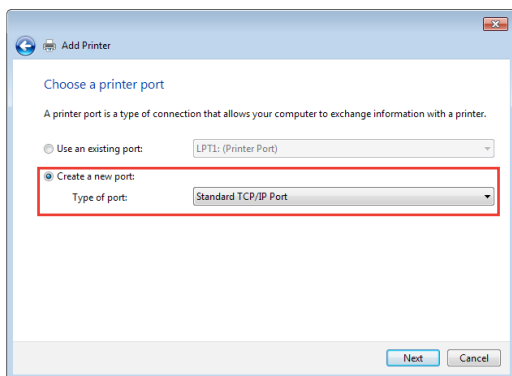 Add Printer
Choose a printer port
A printer port is a type of connection that allows your computer to exchange information with a printer.
Use an existing port: LPT1: (Printer Port)
Create a new port:
Type of port: Standard TCP/IP Port
Next Cancel